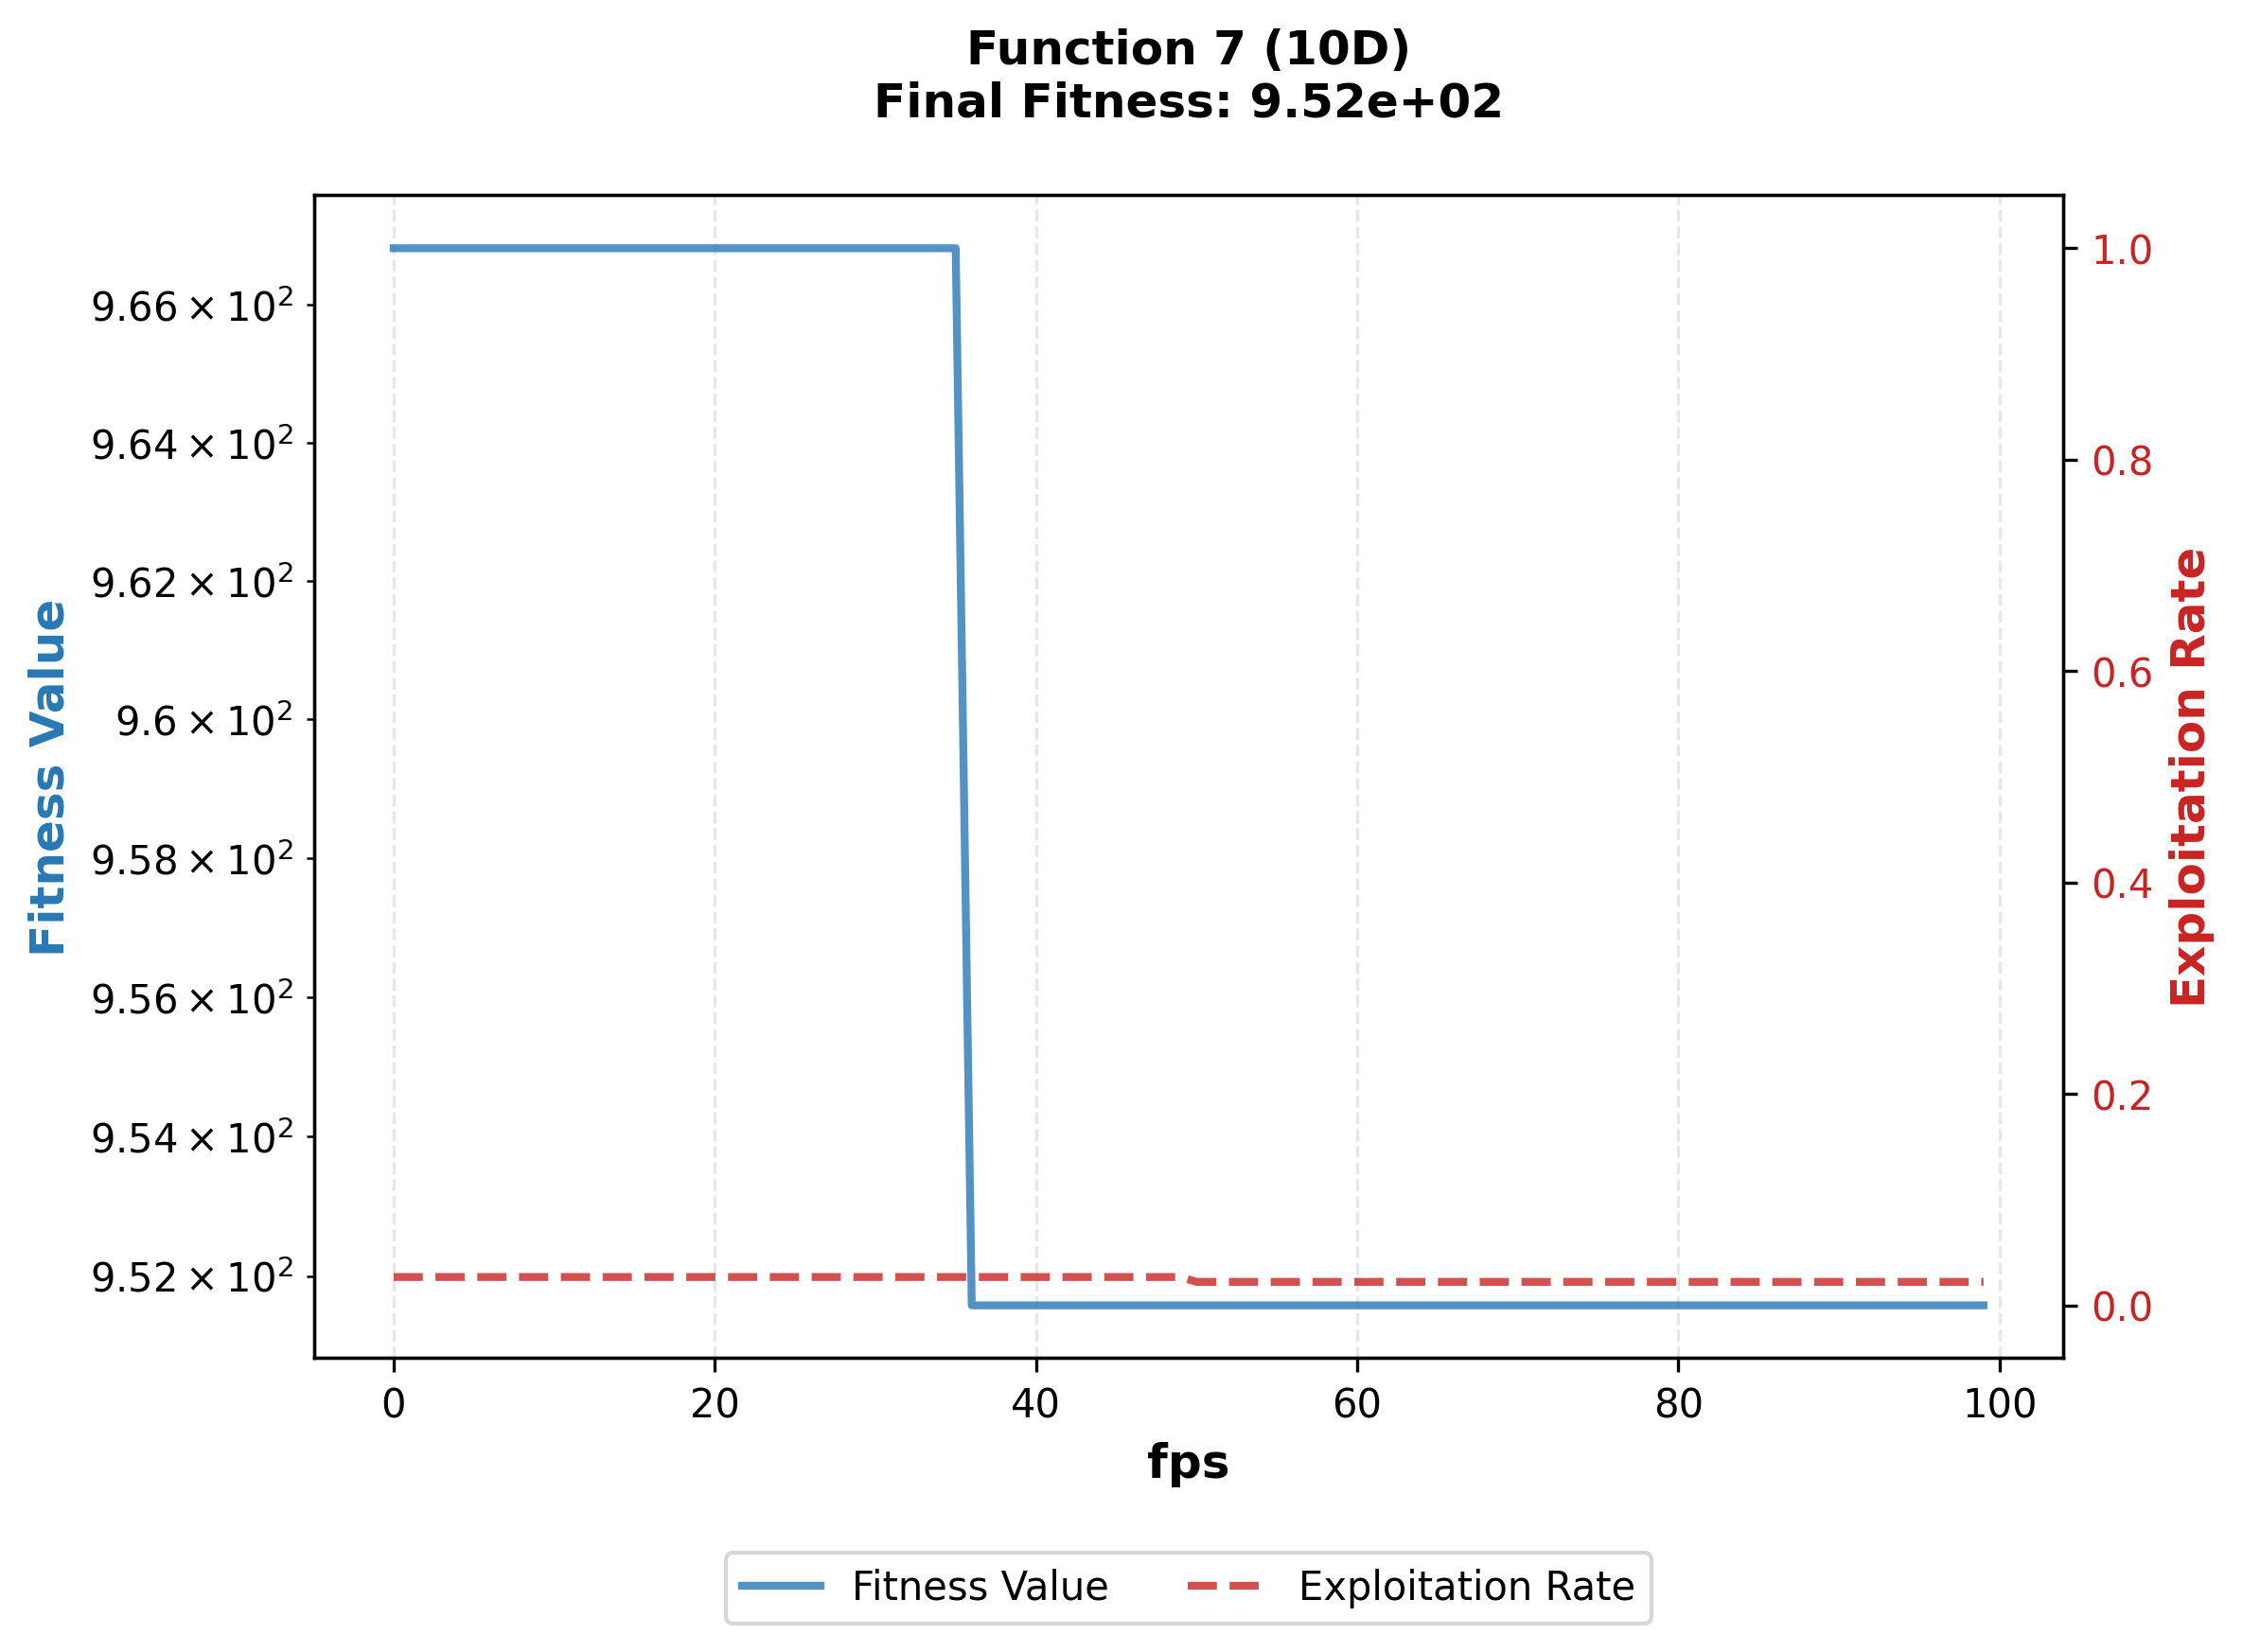 Function 7 (10D)
Final Fitness: 9.52e+02
Fitness Value
9.66×10²
9.64×10²
9.62×10²
9.6×10²
9.58×10²
9.56×10²
9.54×10²
9.52×10²
1.0
0.8
0.6
0.4
0.2
0.0
Exploitation Rate
0 20 40 60 80 100
fps
Fitness Value Exploitation Rate